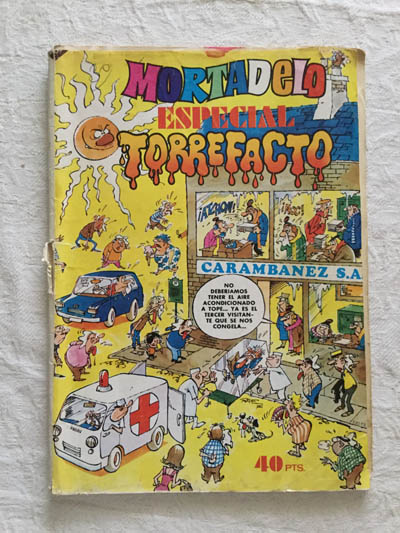 MORTADELO
ESPECIAL
TORREFACTO
¡ATCHÍS!
CARAMBANEZ S.A.
NO
DEBERIAMOS
TENER EL AIRE
ACONDICIONADO
A TOPE... YA ES EL
TERCER VISITAN-
TE QUE SE NOS
CONGELA...
40 PTS.